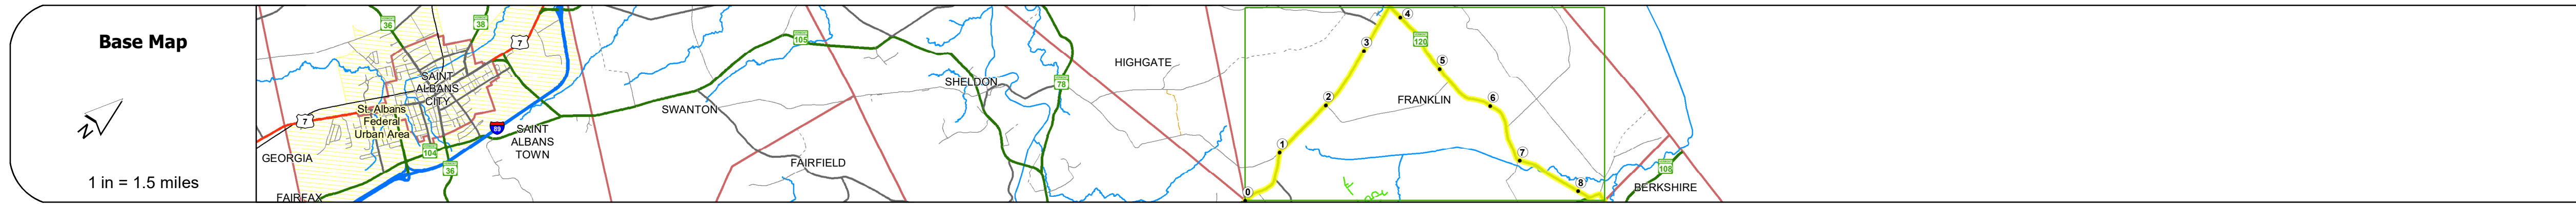 Base Map
N
1 in = 1.5 miles
36
38
7
SAINT
ALBANS
CITY
St. Albans
Federal
Urban Area
7
89
104
36
GEORGIA
FAIRFAX
SAINT
ALBANS
TOWN
105
SWANTON
FAIRFIELD
SHELDON
78
HIGHGATE
FRANKLIN
120
0
1
2
3
4
5
6
7
8
108
BERKSHIRE